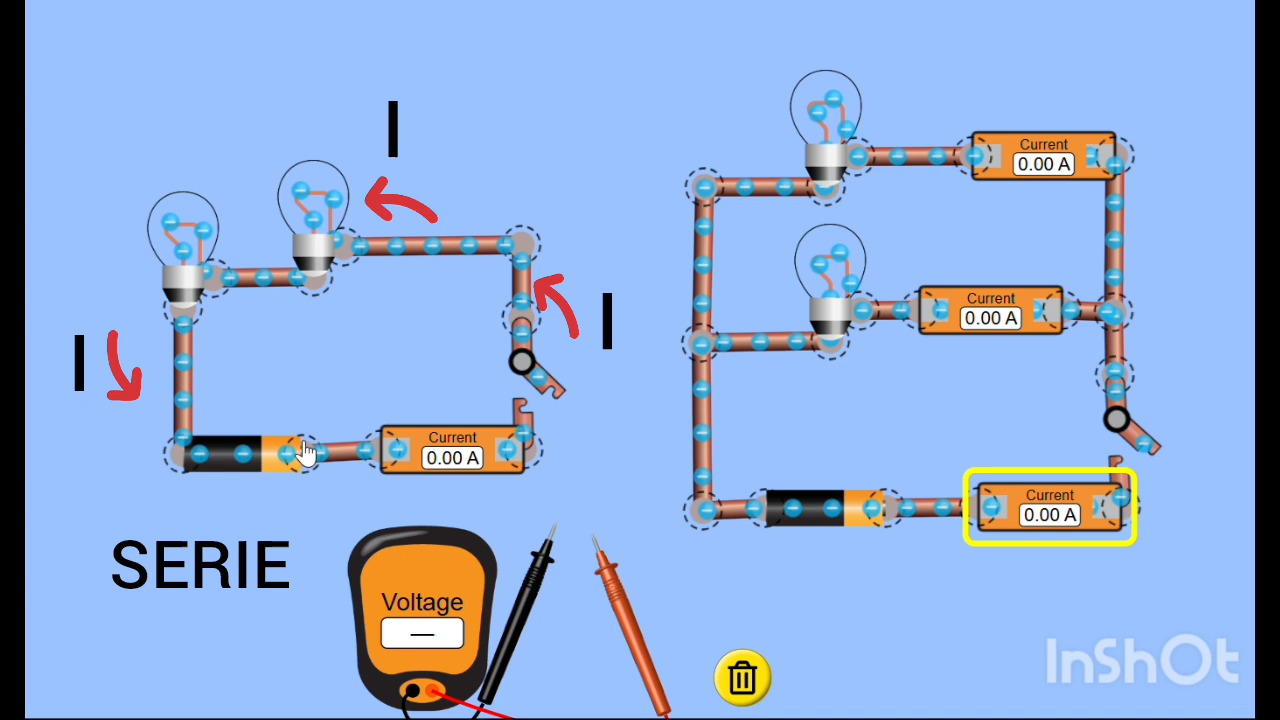 I
I
I
Current
0.00 A
SERIE
Voltage
—
Current
0.00 A
Current
0.00 A
Current
0.00 A
InShOt